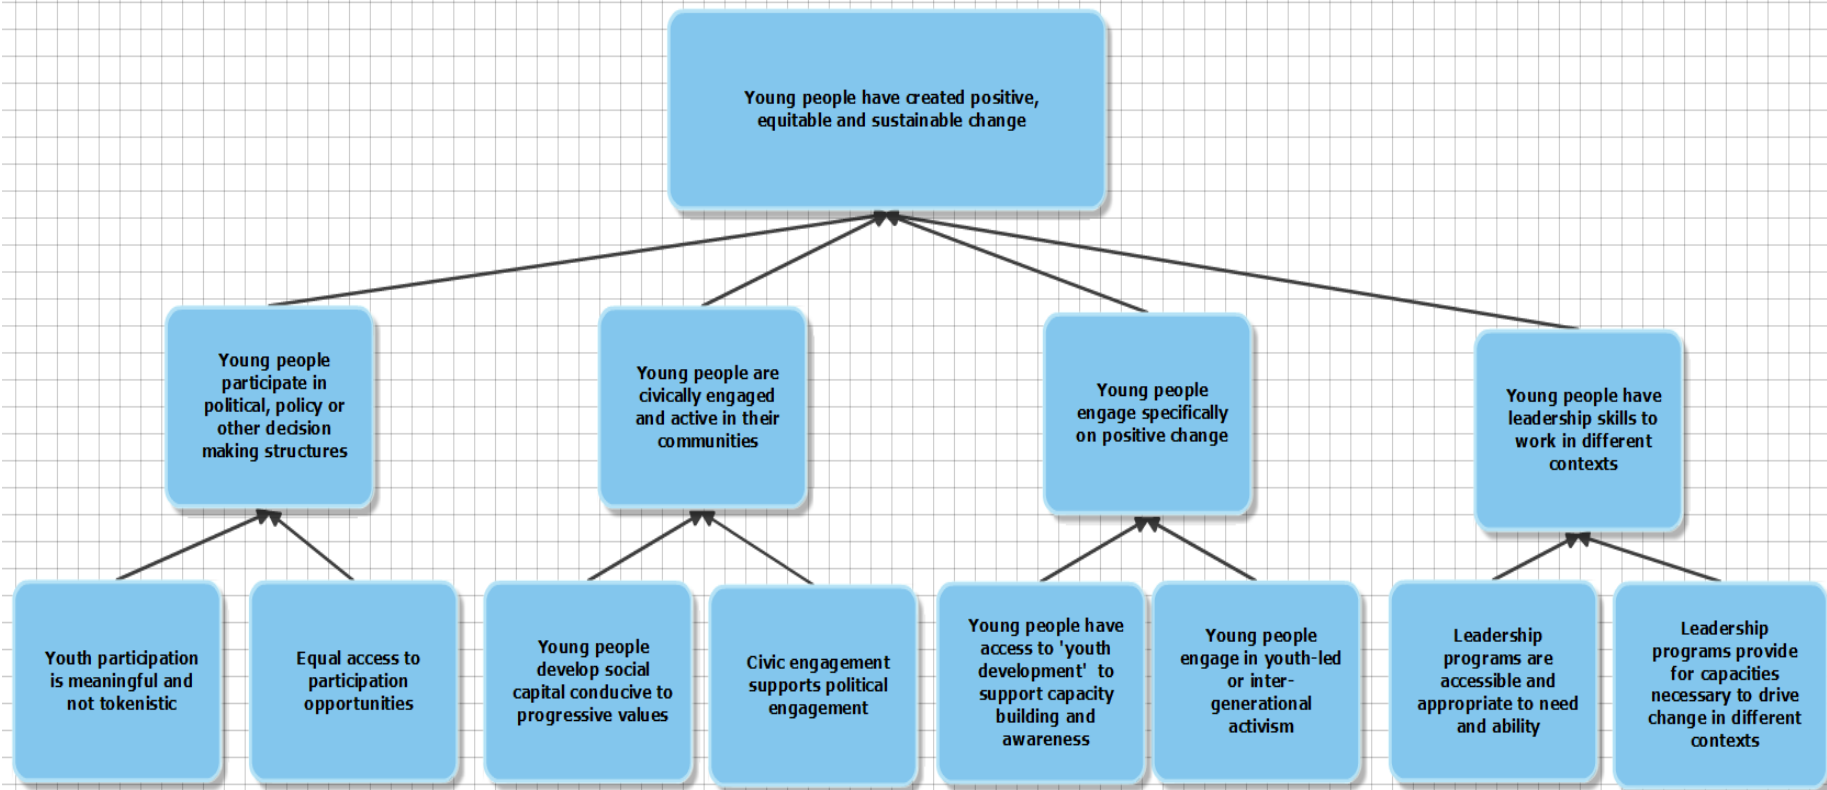 Young people have created positive,
equitable and sustainable change
Young people
participate in
political, policy or
other decision
making structures
Young people are
civically engaged
and active in their
communities
Young people
engage specifically
on positive change
Young people have
leadership skills to
work in different
contexts
Youth participation
is meaningful and
not tokenistic
Equal access to
participation
opportunities
Young people
develop social
capital conducive to
progressive values
Civic engagement
supports political
engagement
Young people have
access to 'youth
development' to
support capacity
building and
awareness
Young people
engage in youth-led
or inter-
generational
activism
Leadership
programs are
accessible and
appropriate to need
and ability
Leadership
programs provide
for capacities
necessary to drive
change in different
contexts